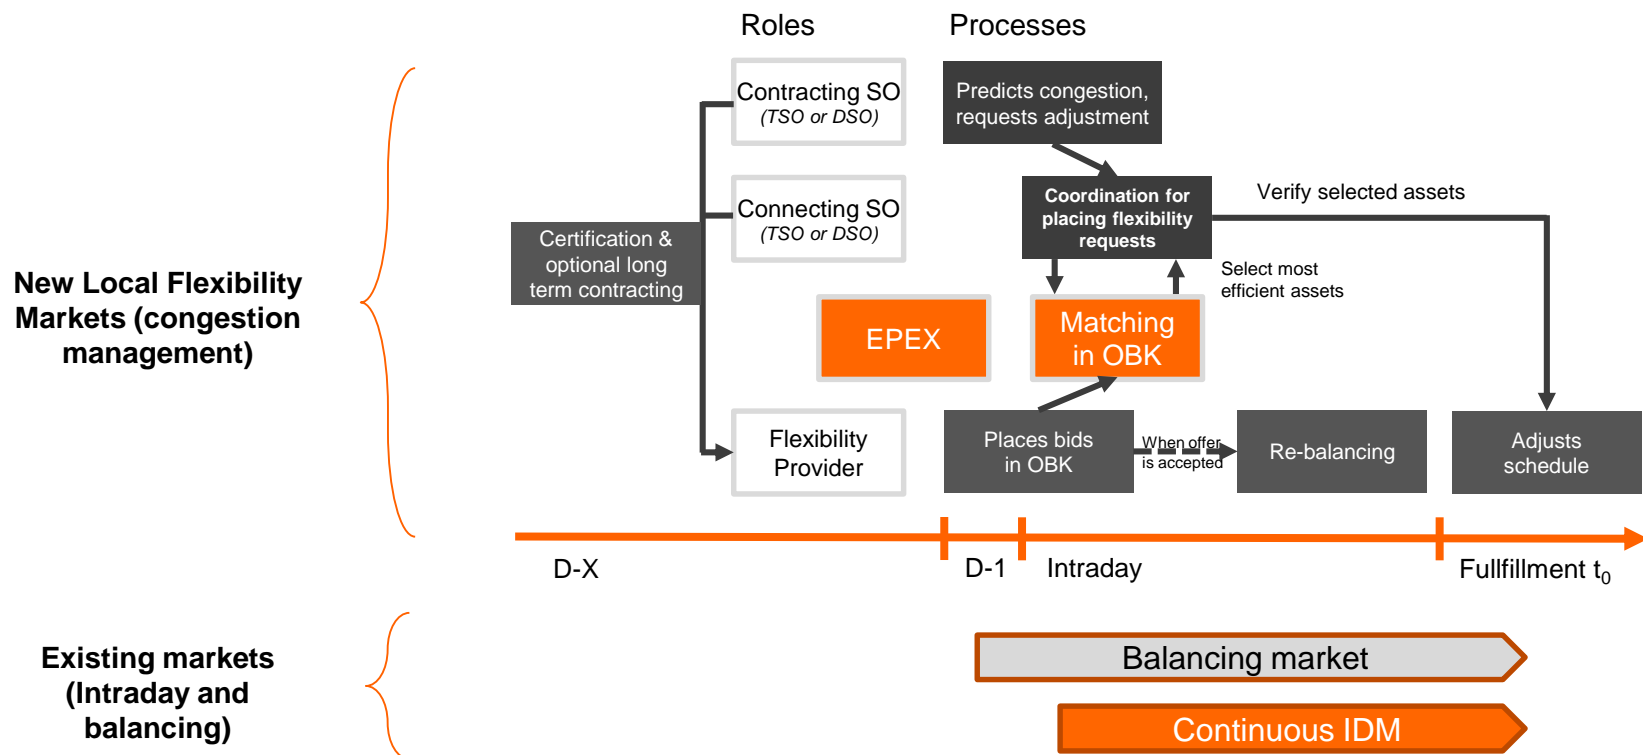 Roles
Processes
Contracting SO
(TSO or DSO)
Predicts congestion,
requests adjustment
Connecting SO
(TSO or DSO)
Coordination for
placing flexibility
requests
Verify selected assets
Certification &
optional long
term contracting
New Local Flexibility
Markets (congestion
management)
Select most
efficient assets
EPEX
Matching
in OBK
Flexibility
Provider
Places bids
in OBK
When offer
is accepted
Re-balancing
Adjusts
schedule
D-X
D-1
Intraday
Fullfillment t0
Existing markets
(Intraday and
balancing)
Balancing market
Continuous IDM